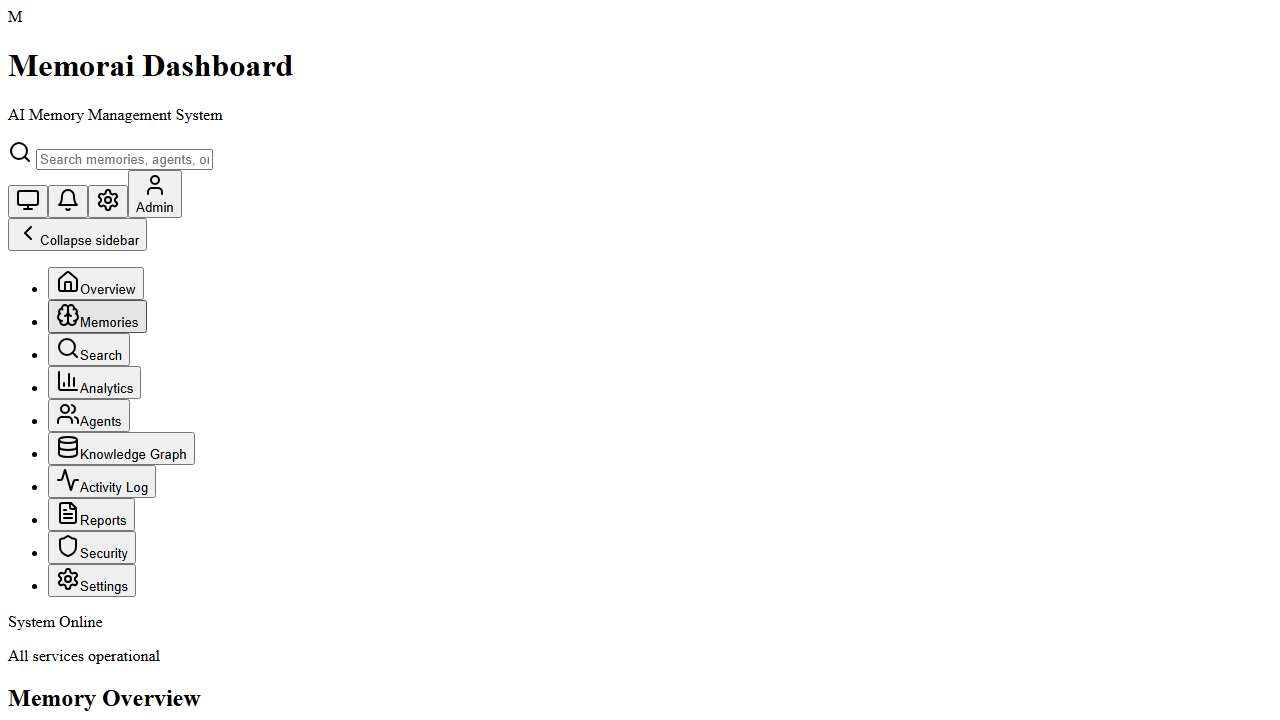 M
Memorai Dashboard
AI Memory Management System
Search memories, agents, or
Admin
Collapse sidebar
Overview
Memories
Search
Analytics
Agents
Knowledge Graph
Activity Log
Reports
Security
Settings
System Online
All services operational
Memory Overview